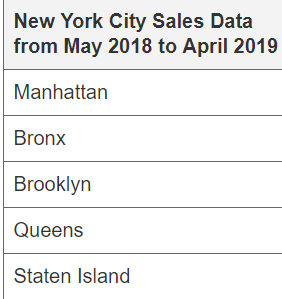 New York City Sales Data
from May 2018 to April 2019
Manhattan
Bronx
Brooklyn
Queens
Staten Island